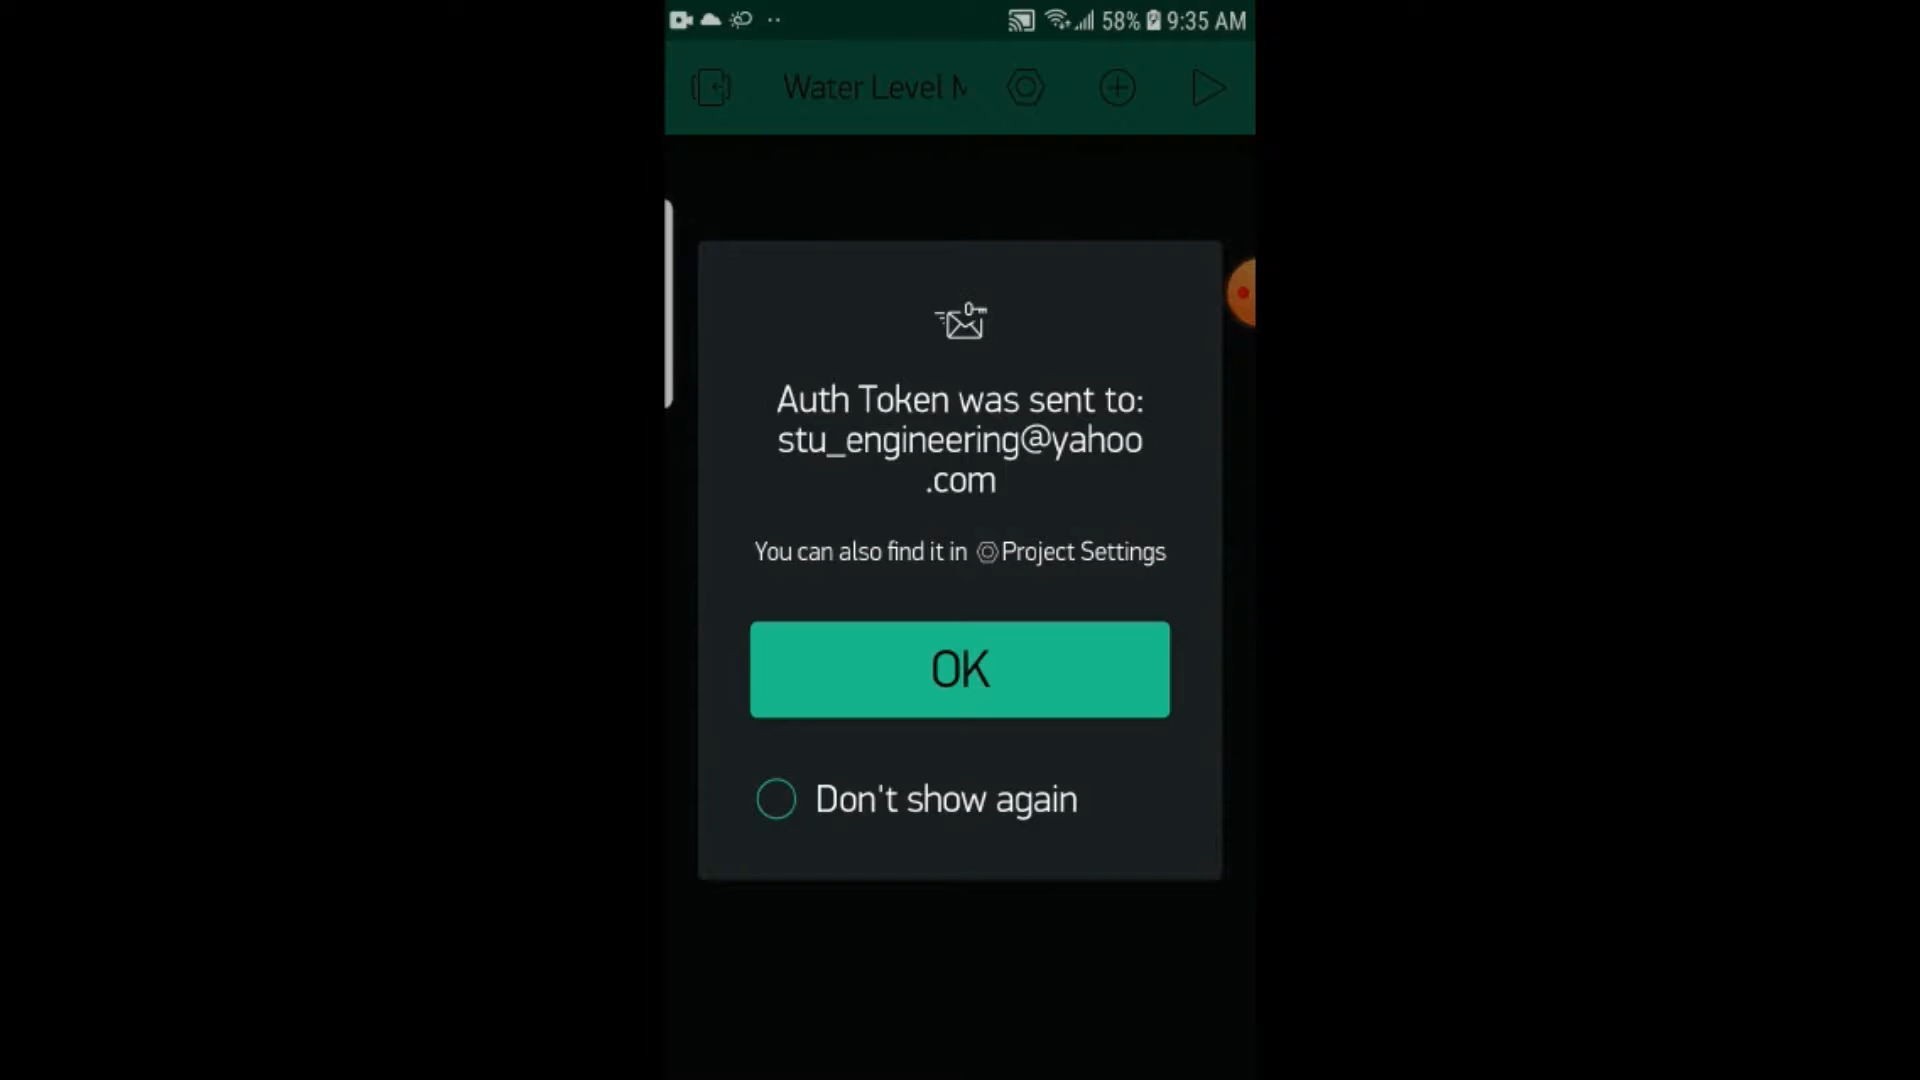 58% 9:35 AM
Water Level
Auth Token was sent to:
stu_engineering@yahoo
.com
You can also find it in Project Settings
OK
Don't show again